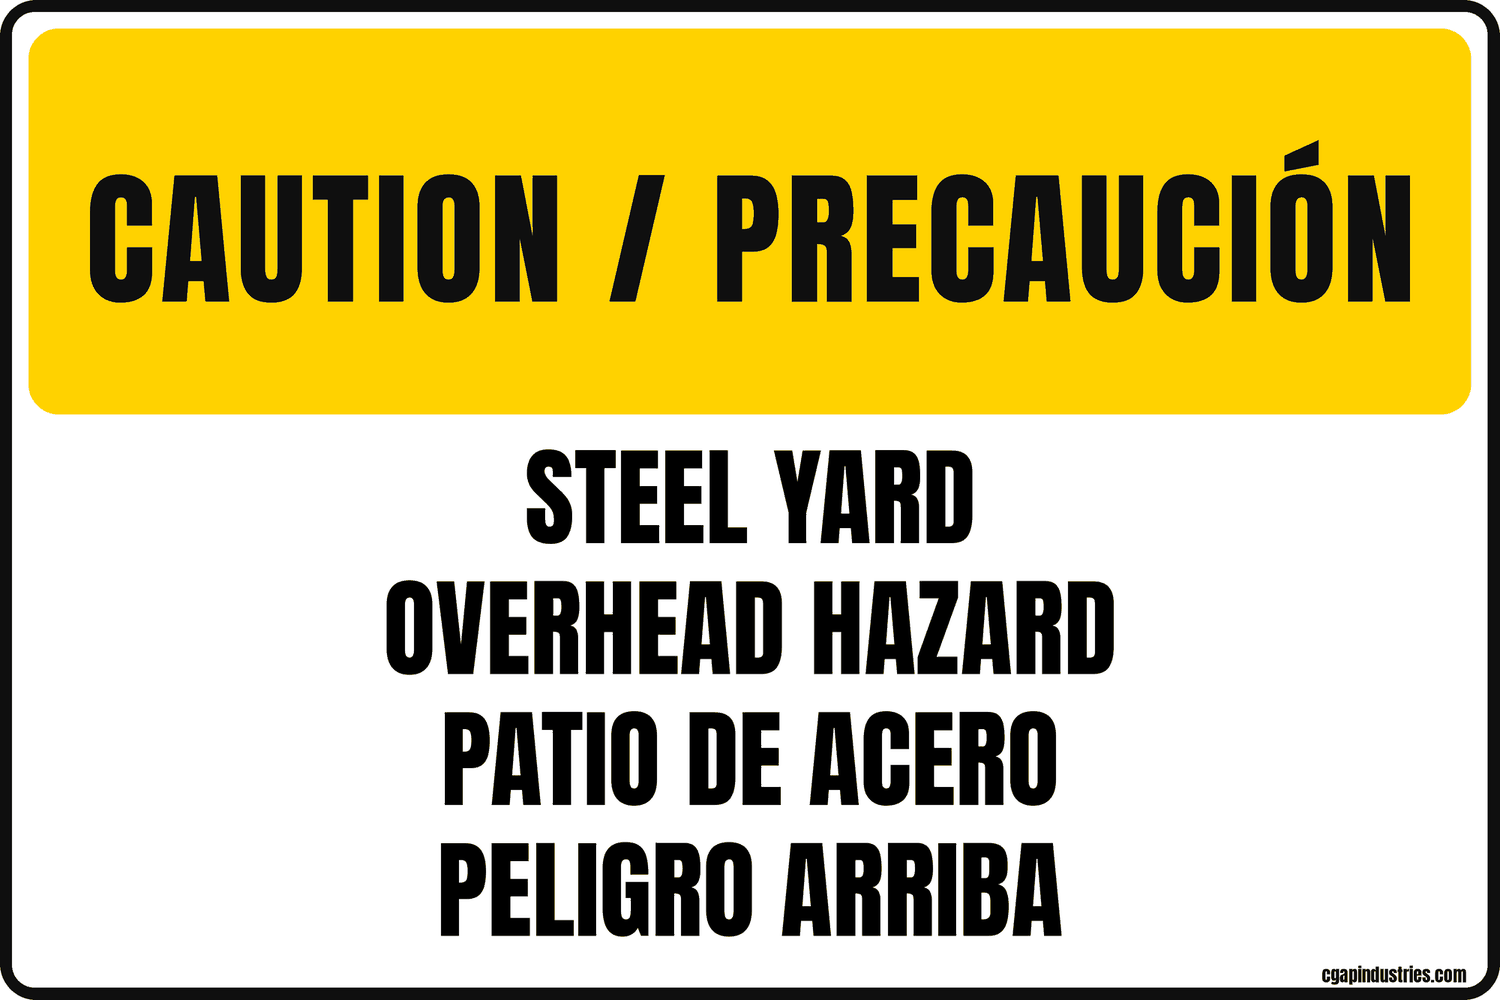 CAUTION / PRECAUCIÓN
STEEL YARD
OVERHEAD HAZARD
PATIO DE ACERO
PELIGRO ARRIBA
cgapindustries.com